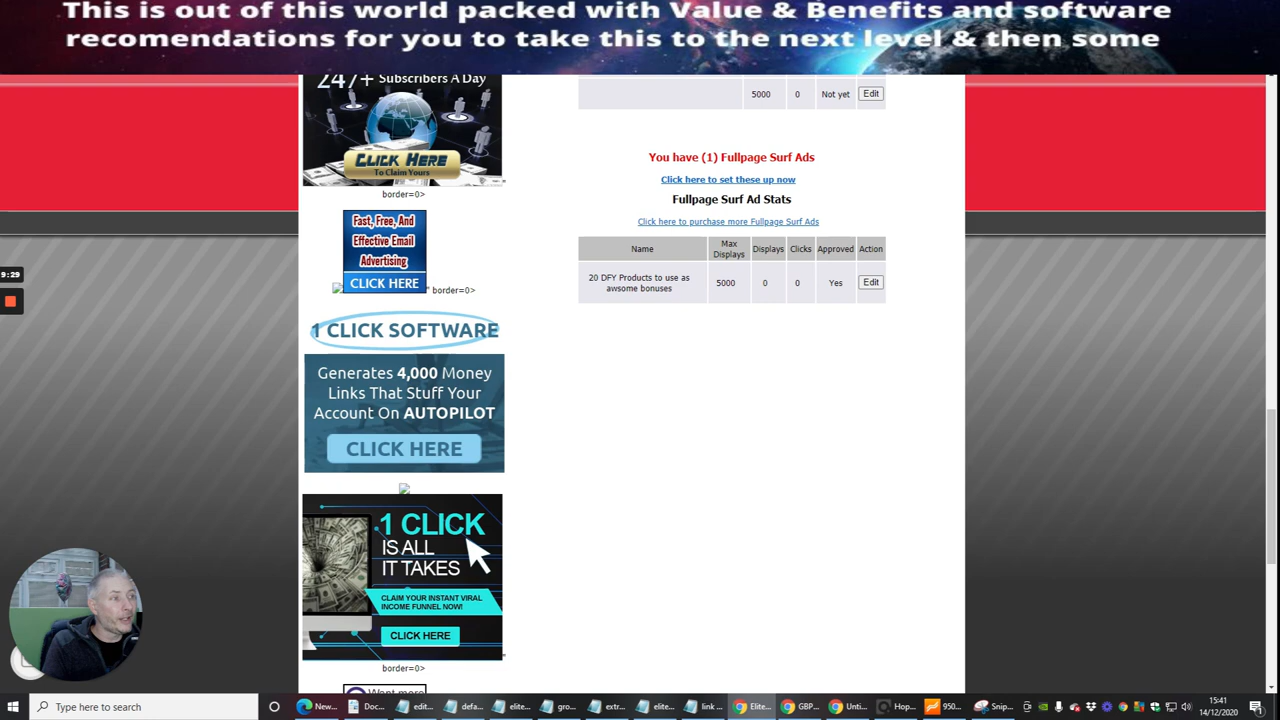 This is out of this world packed with Value & Benefits and software
recomendations for you to take this to the next level & then some
247+ Subscribers A Day
CLICK HERE
To Claim Yours
border=0>
Fast, Free, And
Effective Email
Advertising
CLICK HERE
" border=0>
1 CLICK SOFTWARE
Generates 4,000 Money
Links That Stuff Your
Account On AUTOPILOT
CLICK HERE
1 CLICK
IS ALL
IT TAKES
CLAIM YOUR INSTANT VIRAL
INCOME FUNNEL NOW!
CLICK HERE
border=0>
Want more
5000 0 Not yet Edit
You have (1) Fullpage Surf Ads
Click here to set these up now
Fullpage Surf Ad Stats
Click here to purchase more Fullpage Surf Ads
Name Max Displays Displays Clicks Approved Action
20 DFY Products to use as
awsome bonuses 5000 0 0 Yes Edit
9:29
Type here to search
New... Doc... edit... defa... elite... gro... extr... elite... link ... Elite... GBP... Unti... Hop... 950... Snip...
15:41
14/12/2020